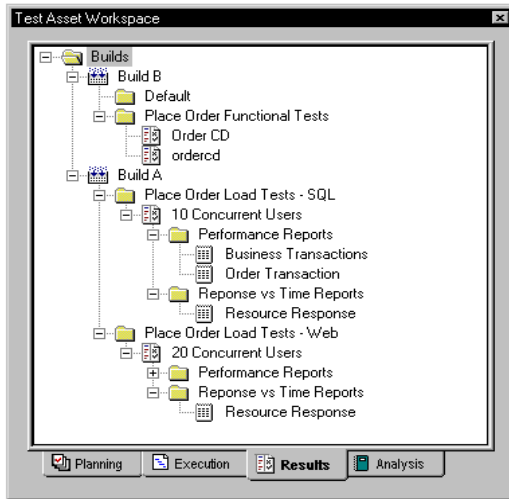 Test Asset Workspace
Builds
Build B
Default
Place Order Functional Tests
Order CD
ordercd
Build A
Place Order Load Tests - SQL
10 Concurrent Users
Performance Reports
Business Transactions
Order Transaction
Reponse vs Time Reports
Resource Response
Place Order Load Tests - Web
20 Concurrent Users
Performance Reports
Reponse vs Time Reports
Resource Response
Planning Execution Results Analysis